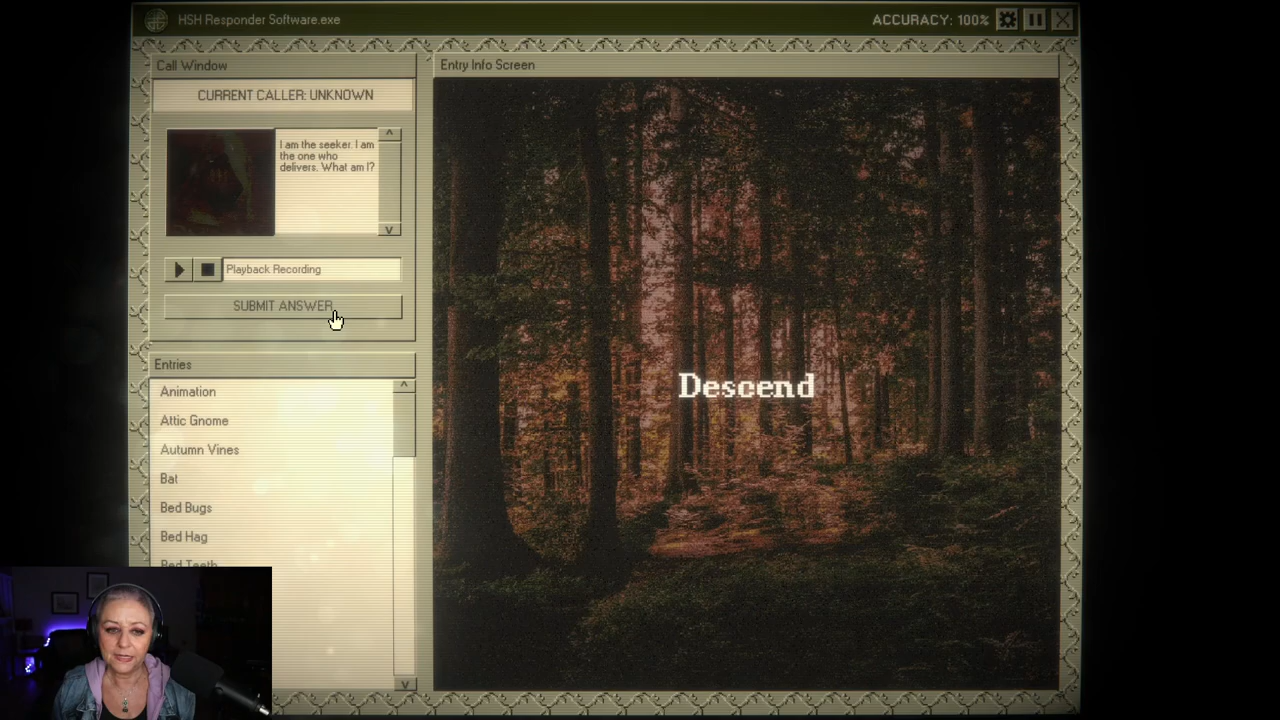 HSH Responder Software.exe
ACCURACY: 100%
Call Window
CURRENT CALLER: UNKNOWN
I am the seeker. I am
the one who
delivers. What am I?
Playback Recording
SUBMIT ANSWER
Entries
Animation
Attic Gnome
Autumn Vines
Bat
Bed Bugs
Bed Hag
Bed Teeth
Entry Info Screen
Descend